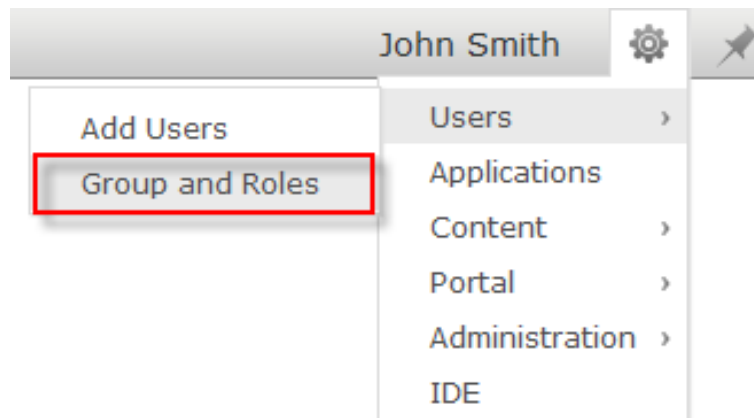 John Smith
Add Users
Group and Roles
Users
Applications
Content
Portal
Administration
IDE